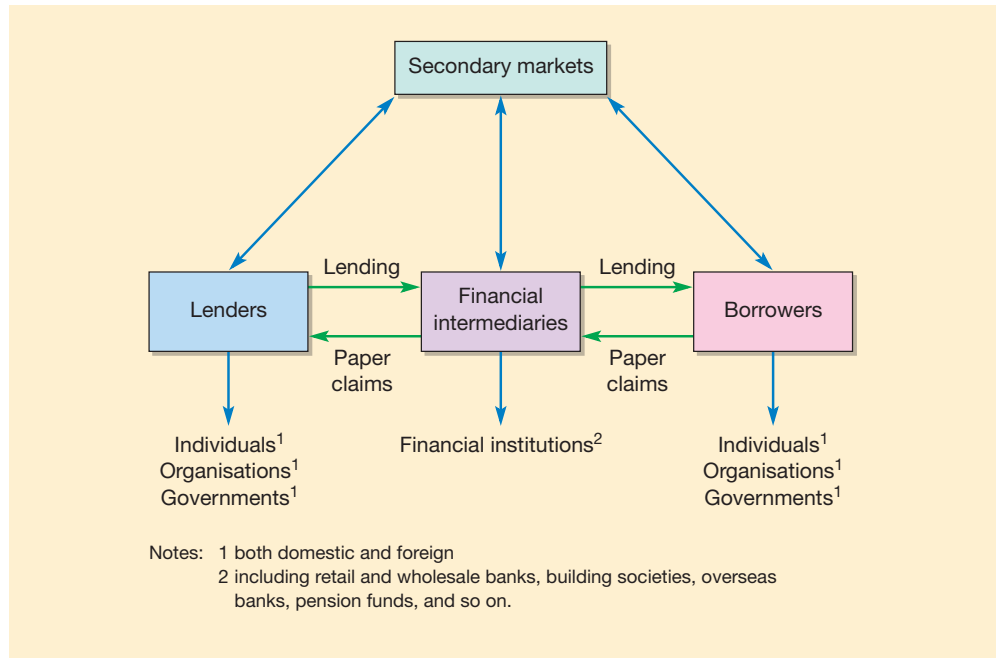 Secondary markets
Lending
Lending
Lenders
Financial
intermediaries
Borrowers
Paper
claims
Paper
claims
Individuals¹
Organisations¹
Governments¹
Financial institutions²
Individuals¹
Organisations¹
Governments¹
Notes: 1 both domestic and foreign
2 including retail and wholesale banks, building societies, overseas
banks, pension funds, and so on.